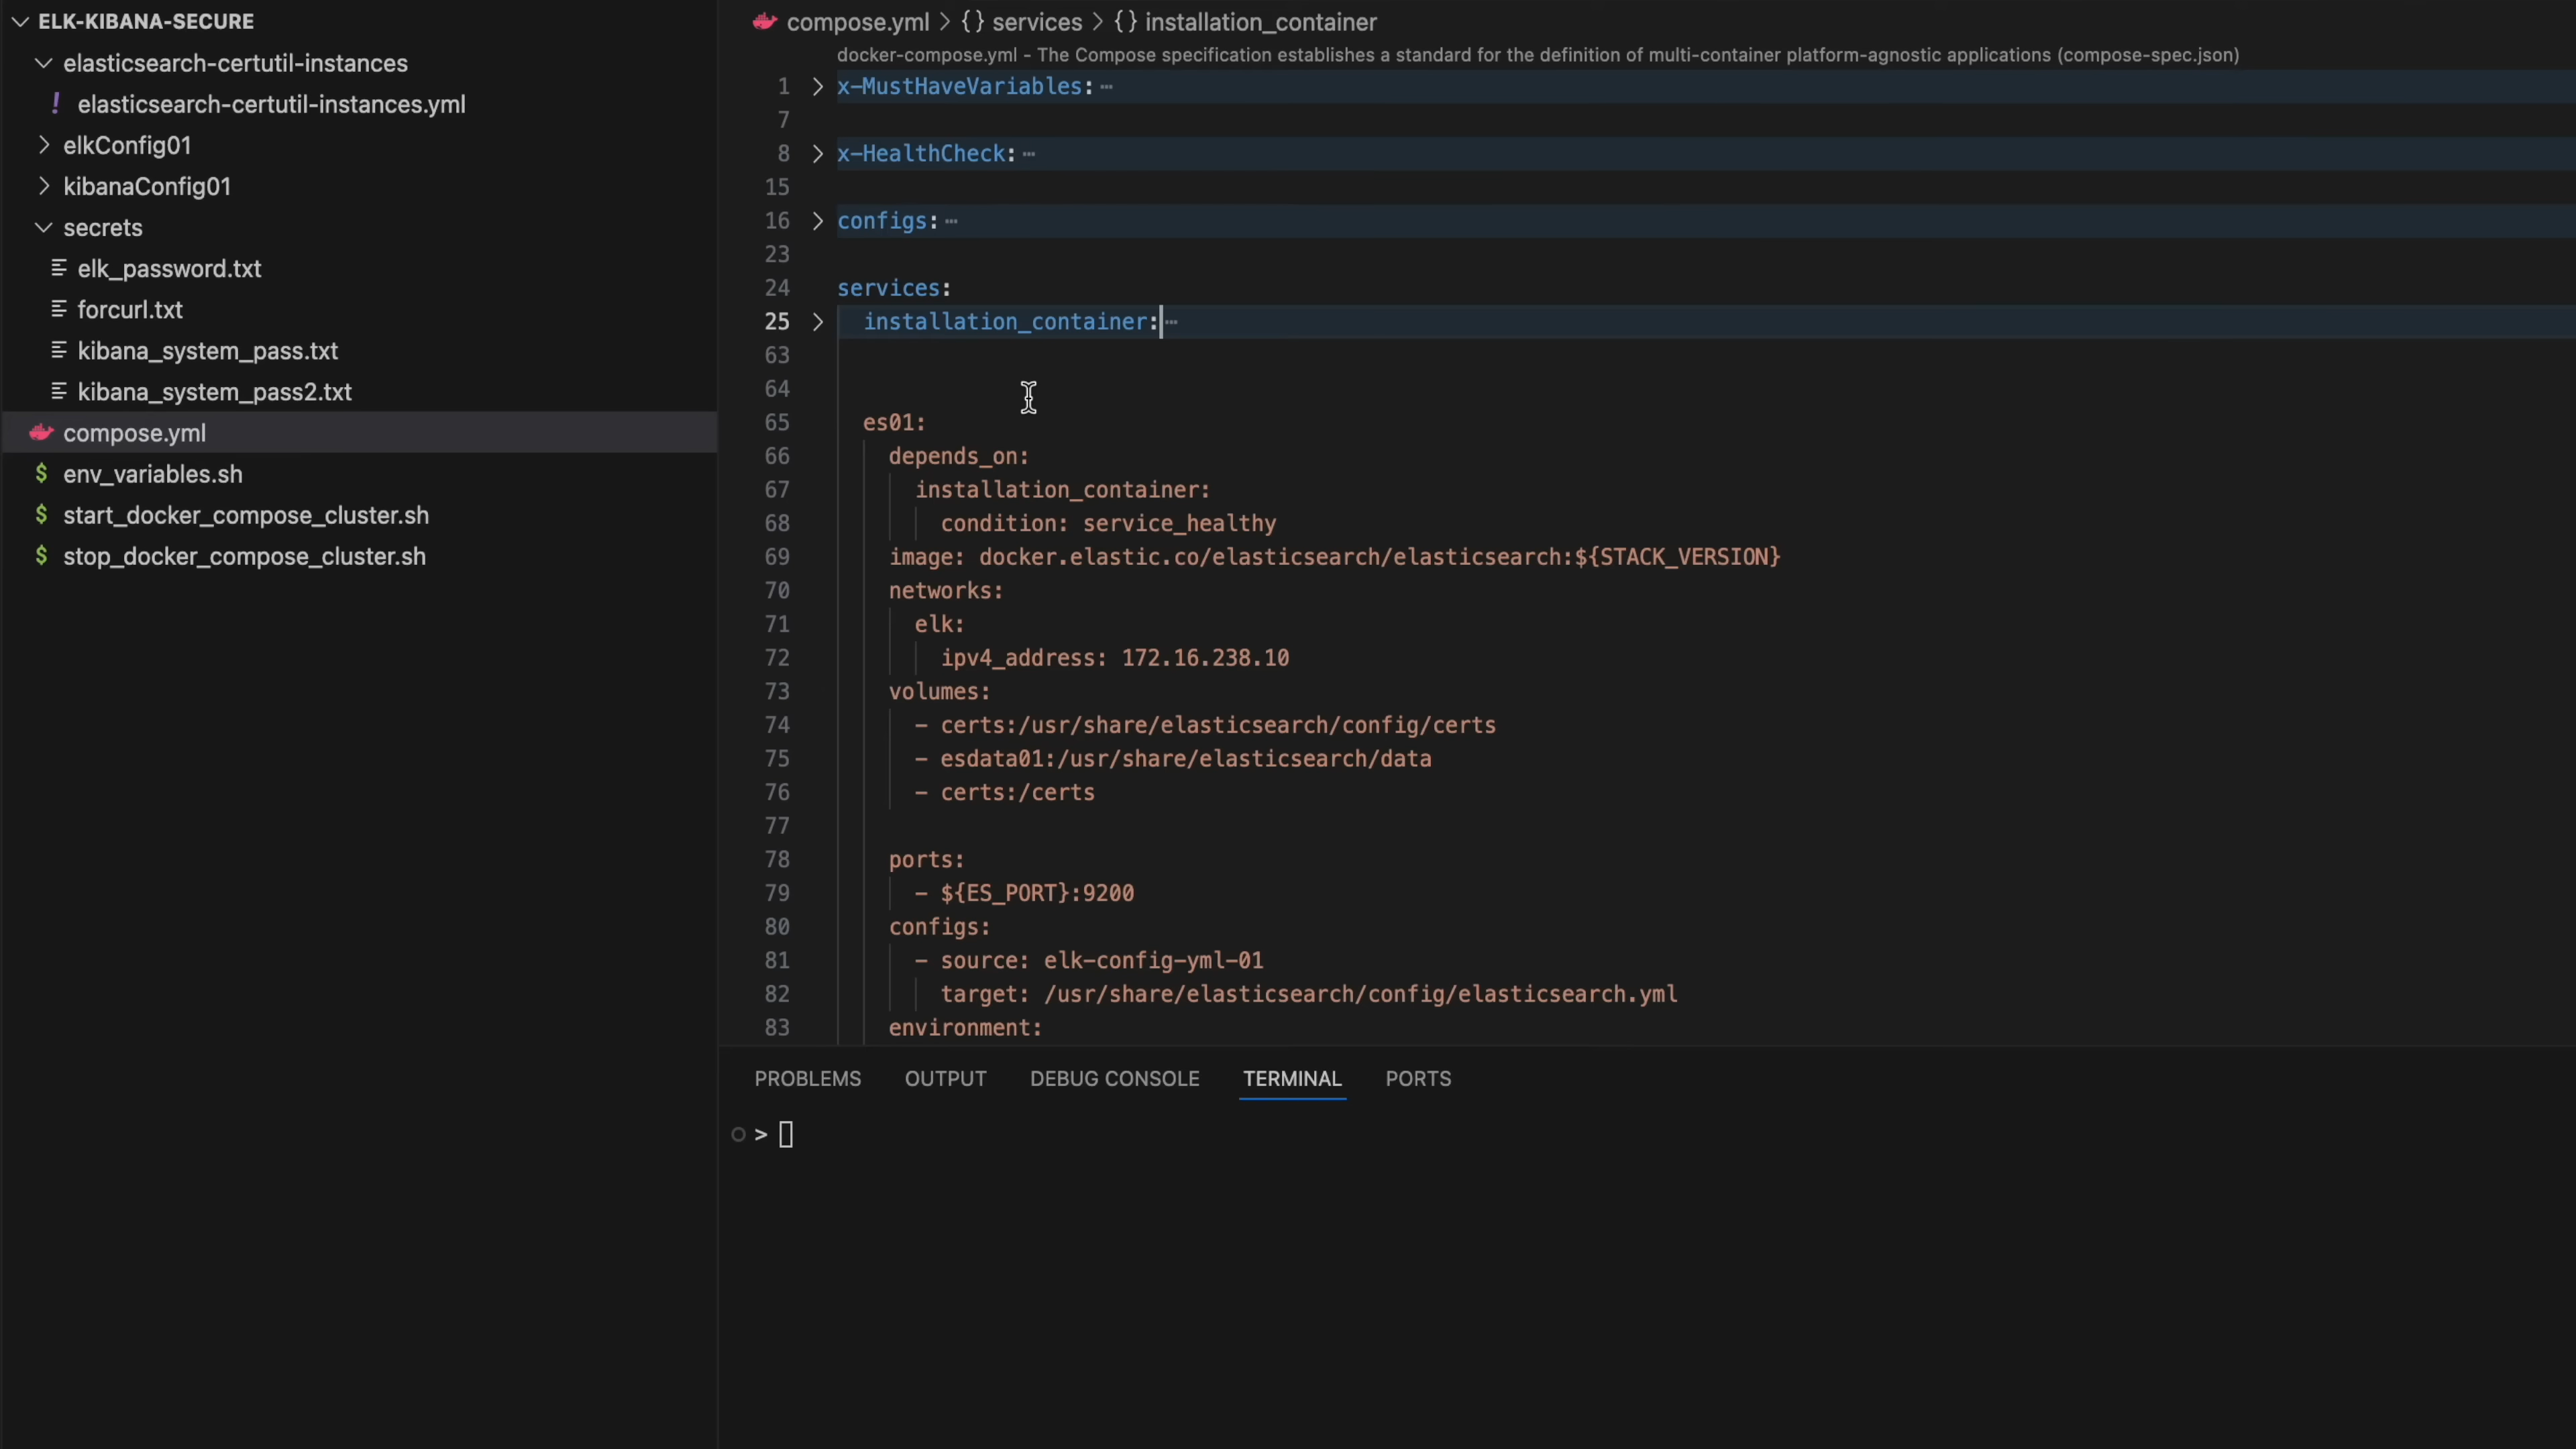 ELK-KIBANA-SECURE
elasticsearch-certutil-instances
! elasticsearch-certutil-instances.yml
elkConfig01
kibanaConfig01
secrets
elk_password.txt
forcurl.txt
kibana_system_pass.txt
kibana_system_pass2.txt
compose.yml
$ env_variables.sh
$ start_docker_compose_cluster.sh
$ stop_docker_compose_cluster.sh
compose.yml > {} services > {} installation_container
docker-compose.yml - The Compose specification establishes a standard for the definition of multi-container platform-agnostic applications (compose-spec.json)
1 > x-MustHaveVariables: ⋯
7
8 > x-HealthCheck: ⋯
15
16 > configs: ⋯
23
24 services:
25 > installation_container: ⋯
63
64
65 es01:
66 depends_on:
67 installation_container:
68 condition: service_healthy
69 image: docker.elastic.co/elasticsearch/elasticsearch:${STACK_VERSION}
70 networks:
71 elk:
72 ipv4_address: 172.16.238.10
73 volumes:
74 - certs:/usr/share/elasticsearch/config/certs
75 - esdata01:/usr/share/elasticsearch/data
76 - certs:/certs
77
78 ports:
79 - ${ES_PORT}:9200
80 configs:
81 - source: elk-config-yml-01
82 target: /usr/share/elasticsearch/config/elasticsearch.yml
83 environment:
PROBLEMS OUTPUT DEBUG CONSOLE TERMINAL PORTS
>